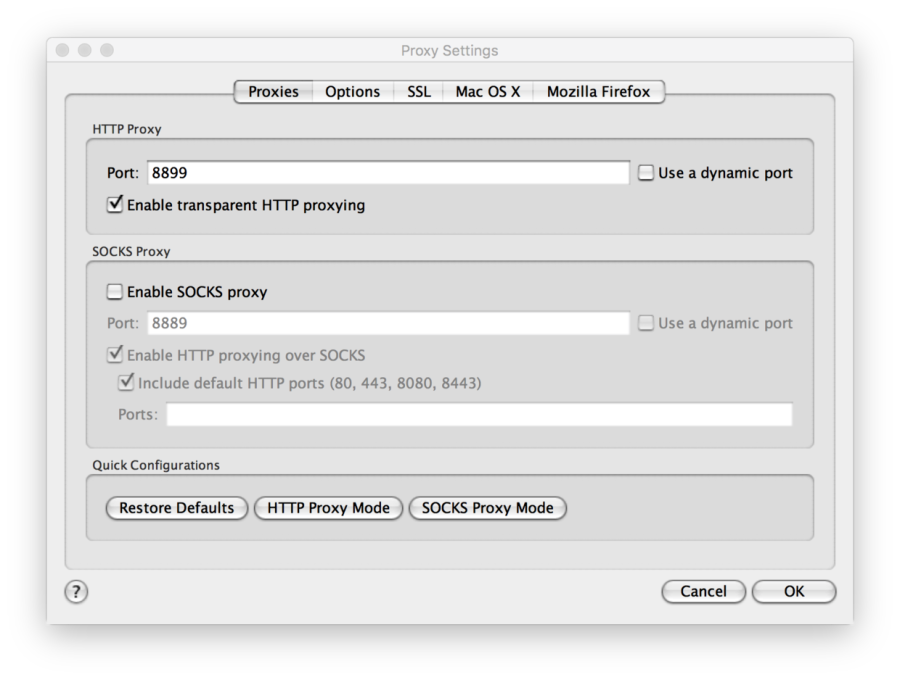 Proxy Settings
Proxies Options SSL Mac OS X Mozilla Firefox
HTTP Proxy
Port: 8899 Use a dynamic port
Enable transparent HTTP proxying
SOCKS Proxy
Enable SOCKS proxy
Port: 8889 Use a dynamic port
Enable HTTP proxying over SOCKS
Include default HTTP ports (80, 443, 8080, 8443)
Ports:
Quick Configurations
Restore Defaults HTTP Proxy Mode SOCKS Proxy Mode
? Cancel OK